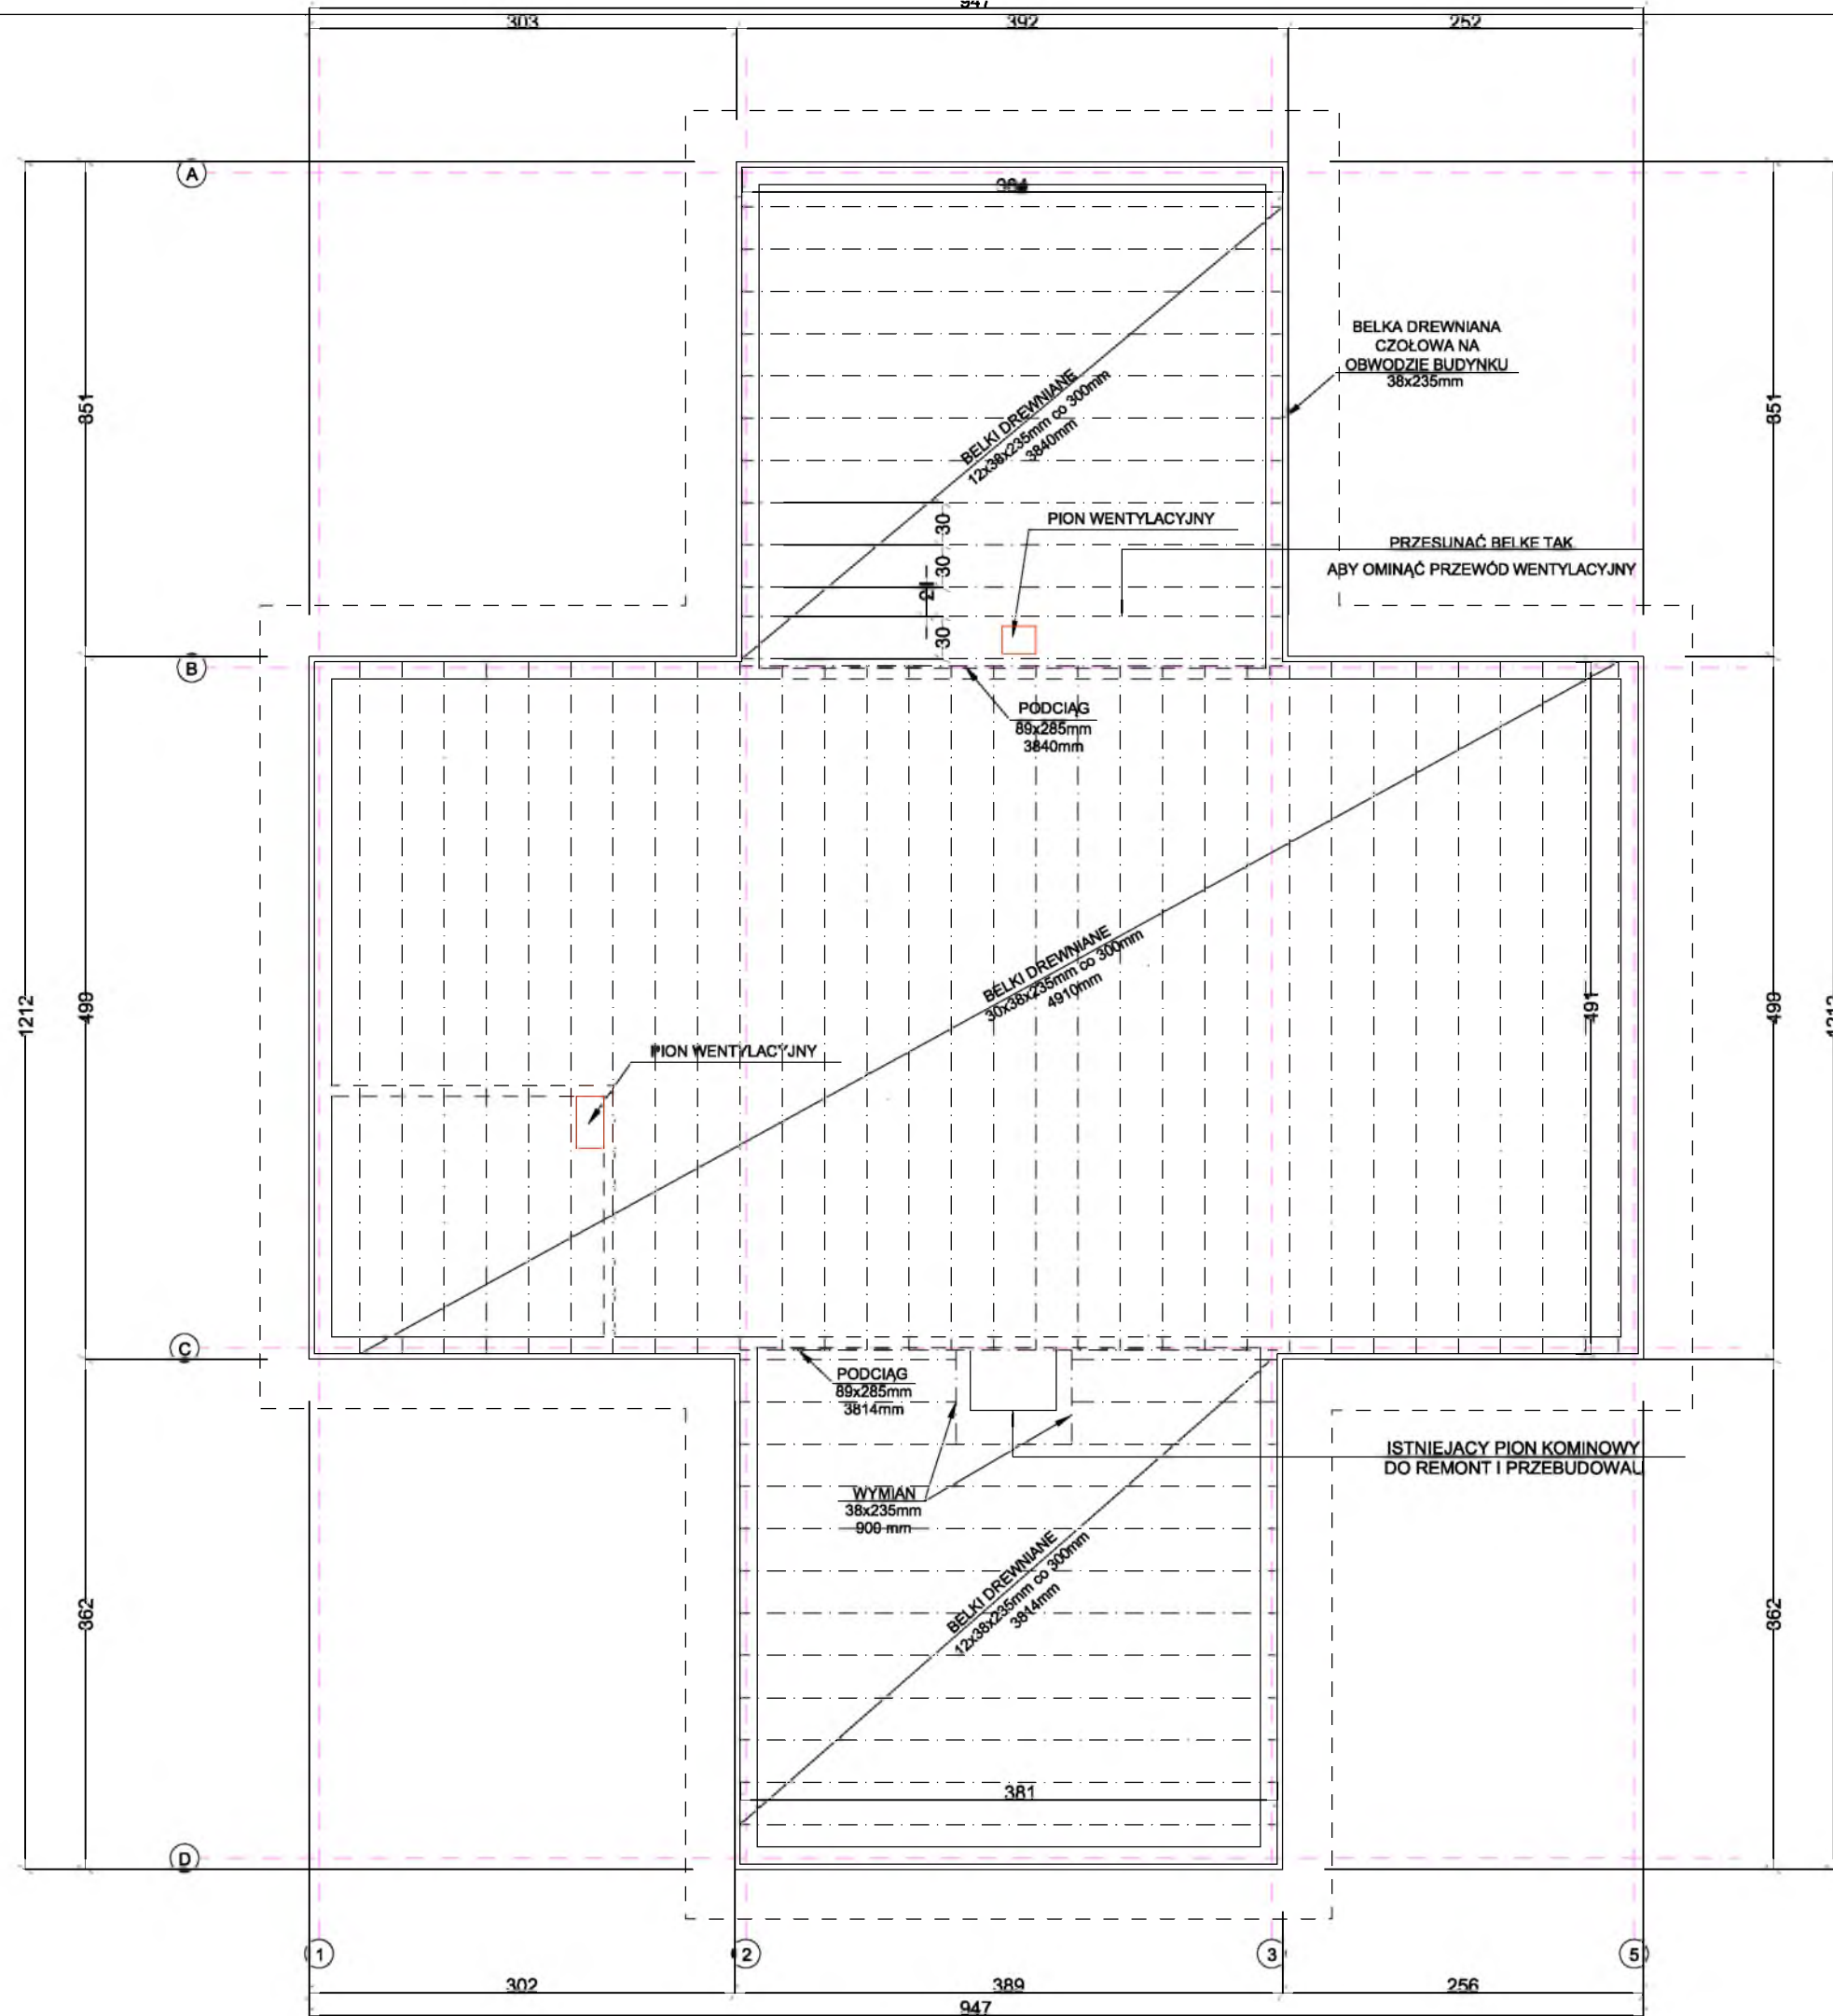 947
303
392
252
A
BELKA DREWNIANA
CZOŁOWA NA
OBWODZIE BUDYNKU
38x235mm
851
851
BELKI DREWNIANE
12x38x235mm co 300mm
3840mm
30
30
30
PION WENTYLACYJNY
PRZESUNAĆ BELKE TAK
ABY OMINĄĆ PRZEWÓD WENTYLACYJNY
B
PODCIĄG
89x285mm
3840mm
BELKI DREWNIANE
30x38x235mm co 300mm
4910mm
1212
499
491
499
1212
PION WENTYLACYJNY
C
PODCIĄG
89x285mm
3814mm
ISTNIEJACY PION KOMINOWY
DO REMONT I PRZEBUDOWAU
WYMIAN
38x235mm
900 mm
BELKI DREWNIANE
12x38x235mm co 300mm
3814mm
362
362
381
D
1
2
3
5
302
389
256
947